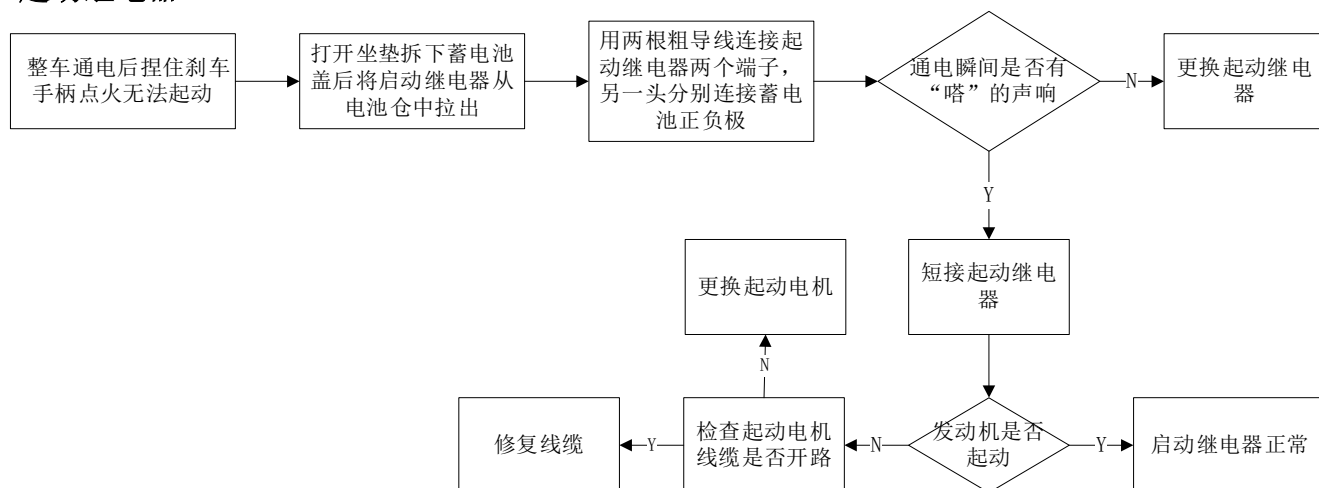 整车通电后捏住刹车
手柄点火无法起动
打开坐垫拆下蓄电池
盖后将启动继电器从
电池仓中拉出
用两根粗导线连接起
动继电器两个端子，
另一头分别连接蓄电
池正负极
通电瞬间是否有
“嗒”的声响
N
更换起动继电
器
Y
更换起动电机
短接起动继电
器
N
修复线缆
Y
检查起动电机
线缆是否开路
N
发动机是否
起动
Y
启动继电器正常